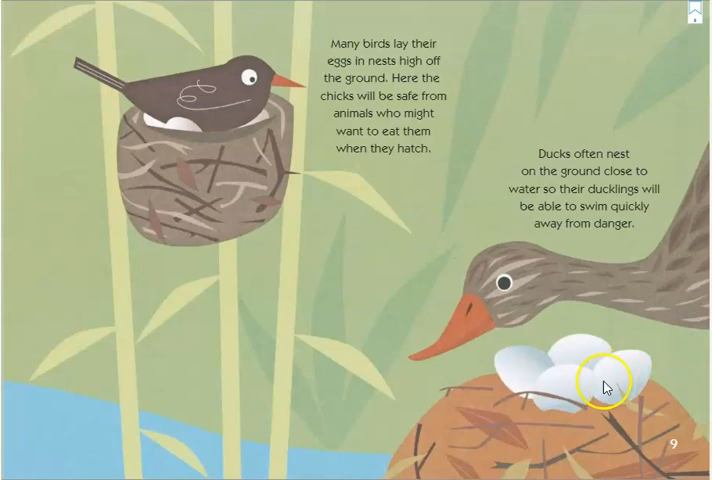 Many birds lay their
eggs in nests high off
the ground. Here the
chicks will be safe from
animals who might
want to eat them
when they hatch.
Ducks often nest
on the ground close to
water so their ducklings will
be able to swim quickly
away from danger.
9